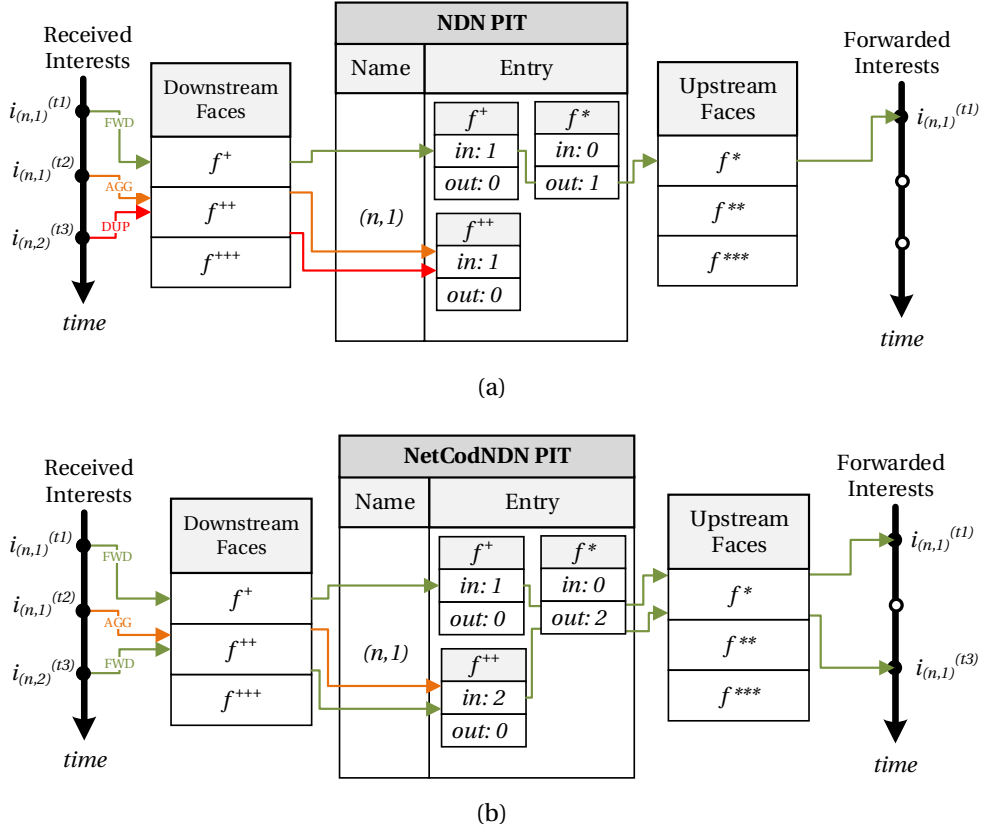 NDN PIT
Received
Interests
Name
Entry
Forwarded
Interests
Downstream
Faces
Upstream
Faces
i(n,1)(t1)
FWD
f+
f*
i(n,1)(t1)
in: 1
in: 0
out: 0
out: 1
i(n,1)(t2)
AGG
f+
f*
i(n,2)(t3)
DUP
f++
(n,1)
f++
f**
in: 1
f+++
out: 0
f***
time
time
(a)
NetCodNDN PIT
Received
Interests
Name
Entry
Forwarded
Interests
Downstream
Faces
Upstream
Faces
i(n,1)(t1)
FWD
f+
f*
i(n,1)(t1)
in: 1
in: 0
out: 0
out: 2
i(n,1)(t2)
AGG
f+
f*
i(n,2)(t3)
FWD
f++
(n,1)
f++
f**
i(n,1)(t3)
in: 2
f+++
out: 0
f***
time
time
(b)